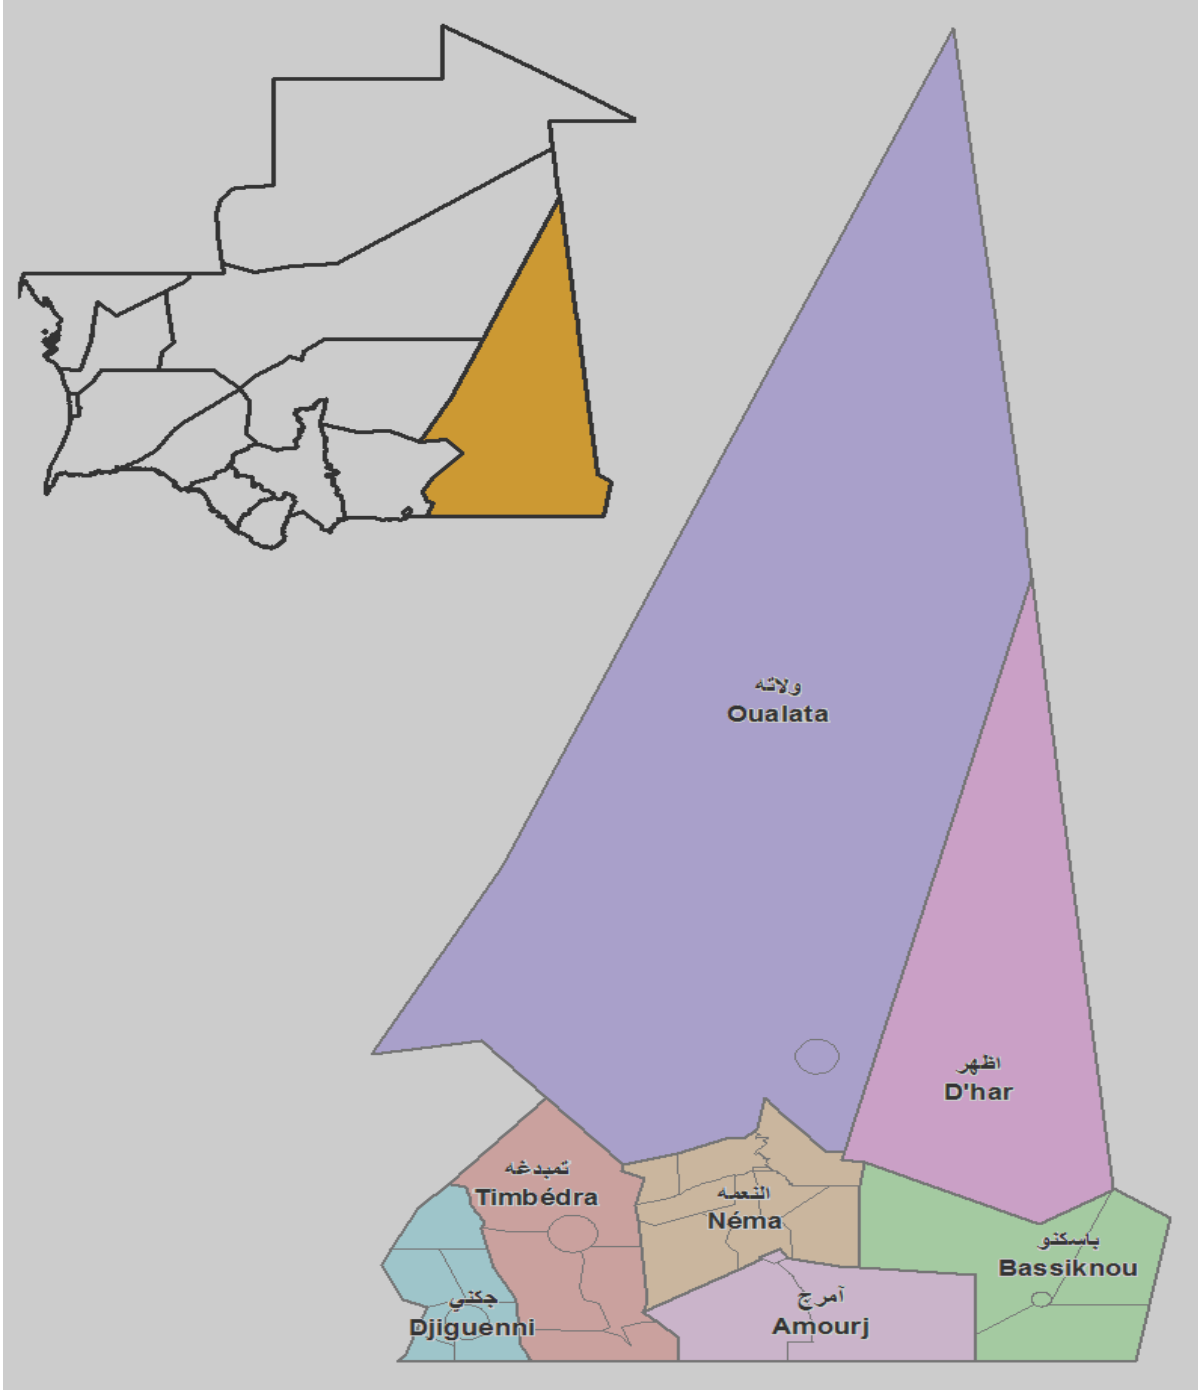 ولاته
Oualata
اظهر
D'har
تمبدغه
Timbédra
النعمه
Néma
باسكنو
Bassiknou
جكني
Djiguenni
آمرج
Amourj